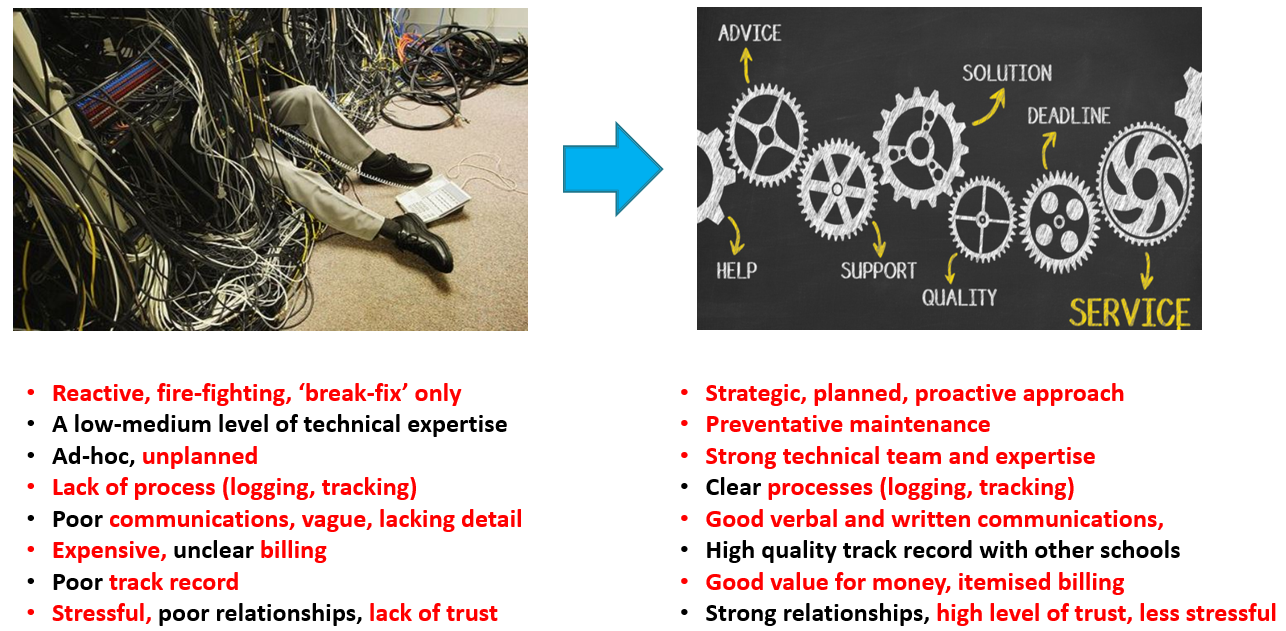 ADVICE
SOLUTION
DEADLINE
HELP
SUPPORT
QUALITY
SERVICE
• Reactive, fire-fighting, ‘break-fix’ only
• A low-medium level of technical expertise
• Ad-hoc, unplanned
• Lack of process (logging, tracking)
• Poor communications, vague, lacking detail
• Expensive, unclear billing
• Poor track record
• Stressful, poor relationships, lack of trust
• Strategic, planned, proactive approach
• Preventative maintenance
• Strong technical team and expertise
• Clear processes (logging, tracking)
• Good verbal and written communications,
• High quality track record with other schools
• Good value for money, itemised billing
• Strong relationships, high level of trust, less stressful